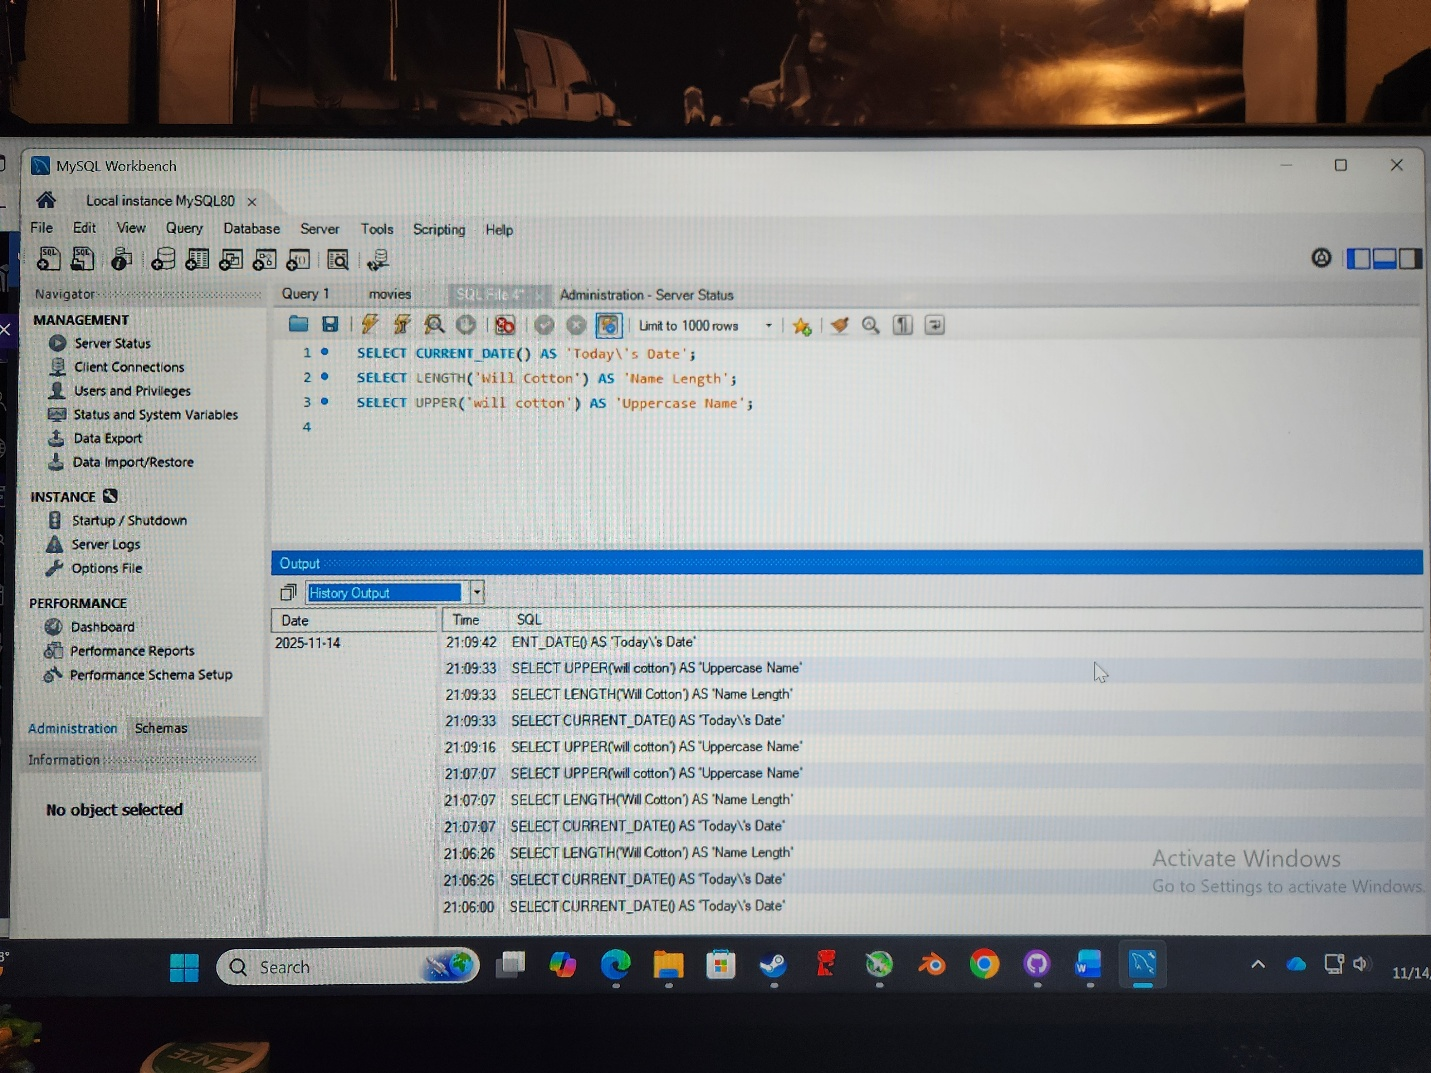 MySQL Workbench
Local instance MySQL80
File Edit View Query Database Server Tools Scripting Help
Navigator
MANAGEMENT
Server Status
Client Connections
Users and Privileges
Status and System Variables
Data Export
Data Import/Restore
INSTANCE
Startup / Shutdown
Server Logs
Options File
PERFORMANCE
Dashboard
Performance Reports
Performance Schema Setup
Administration Schemas
Information
No object selected
Query 1 movies SQL File 4* Administration - Server Status
Limit to 1000 rows
1 SELECT CURRENT_DATE() AS 'Today\'s Date';
2 SELECT LENGTH('Will Cotton') AS 'Name Length';
3 SELECT UPPER('will cotton') AS 'Uppercase Name';
4
Output
History Output
Date
2025-11-14
Time SQL
21:09:42 ENT_DATE() AS 'Today\'s Date'
21:09:33 SELECT UPPER('will cotton') AS 'Uppercase Name'
21:09:33 SELECT LENGTH('Will Cotton') AS 'Name Length'
21:09:33 SELECT CURRENT_DATE() AS 'Today\'s Date'
21:09:16 SELECT UPPER('will cotton') AS 'Uppercase Name'
21:07:07 SELECT UPPER('will cotton') AS 'Uppercase Name'
21:07:07 SELECT LENGTH('Will Cotton') AS 'Name Length'
21:07:07 SELECT CURRENT_DATE() AS 'Today\'s Date'
21:06:26 SELECT LENGTH('Will Cotton') AS 'Name Length'
21:06:26 SELECT CURRENT_DATE() AS 'Today\'s Date'
21:06:00 SELECT CURRENT_DATE() AS 'Today\'s Date'
Activate Windows
Go to Settings to activate Windows.
Search
11/14